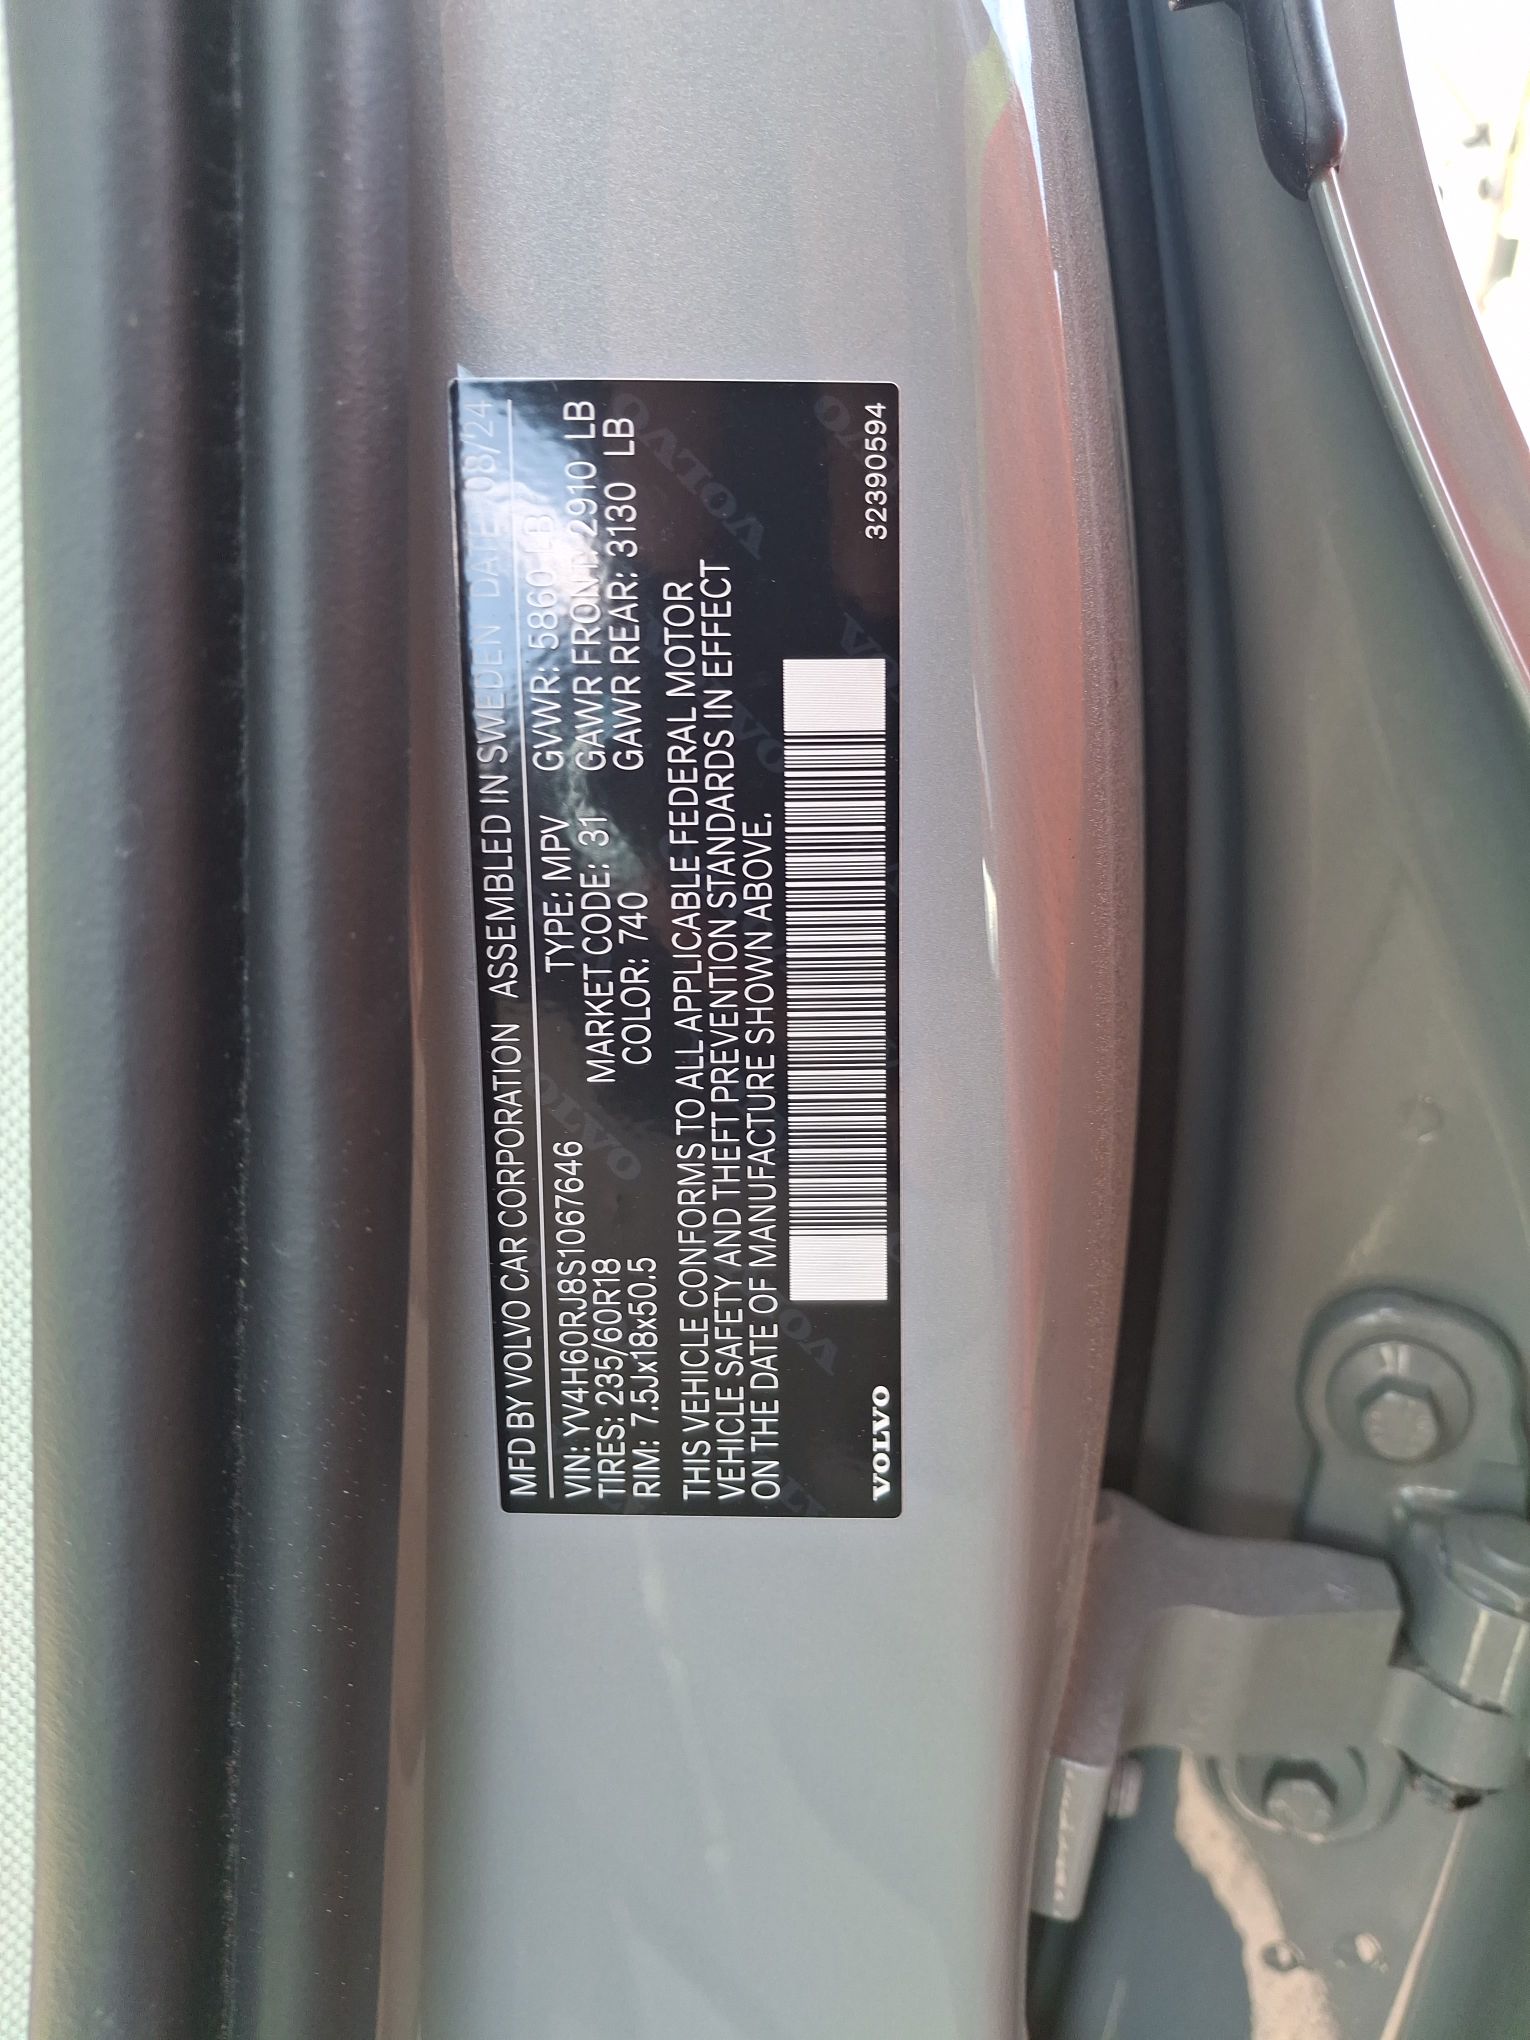 MFD BY VOLVO CAR CORPORATION ASSEMBLED IN SWEDEN DATE 08/24
VIN: YV4H60RJ8S1067646 TYPE: MPV GVWR: 5860 LB
TIRES: 235/60R18 MARKET CODE: 31 GAWR FRONT: 2910 LB
RIM: 7.5Jx18x50.5 COLOR: 740 GAWR REAR: 3130 LB
THIS VEHICLE CONFORMS TO ALL APPLICABLE FEDERAL MOTOR
VEHICLE SAFETY AND THEFT PREVENTION STANDARDS IN EFFECT
ON THE DATE OF MANUFACTURE SHOWN ABOVE.
VOLVO 32390594